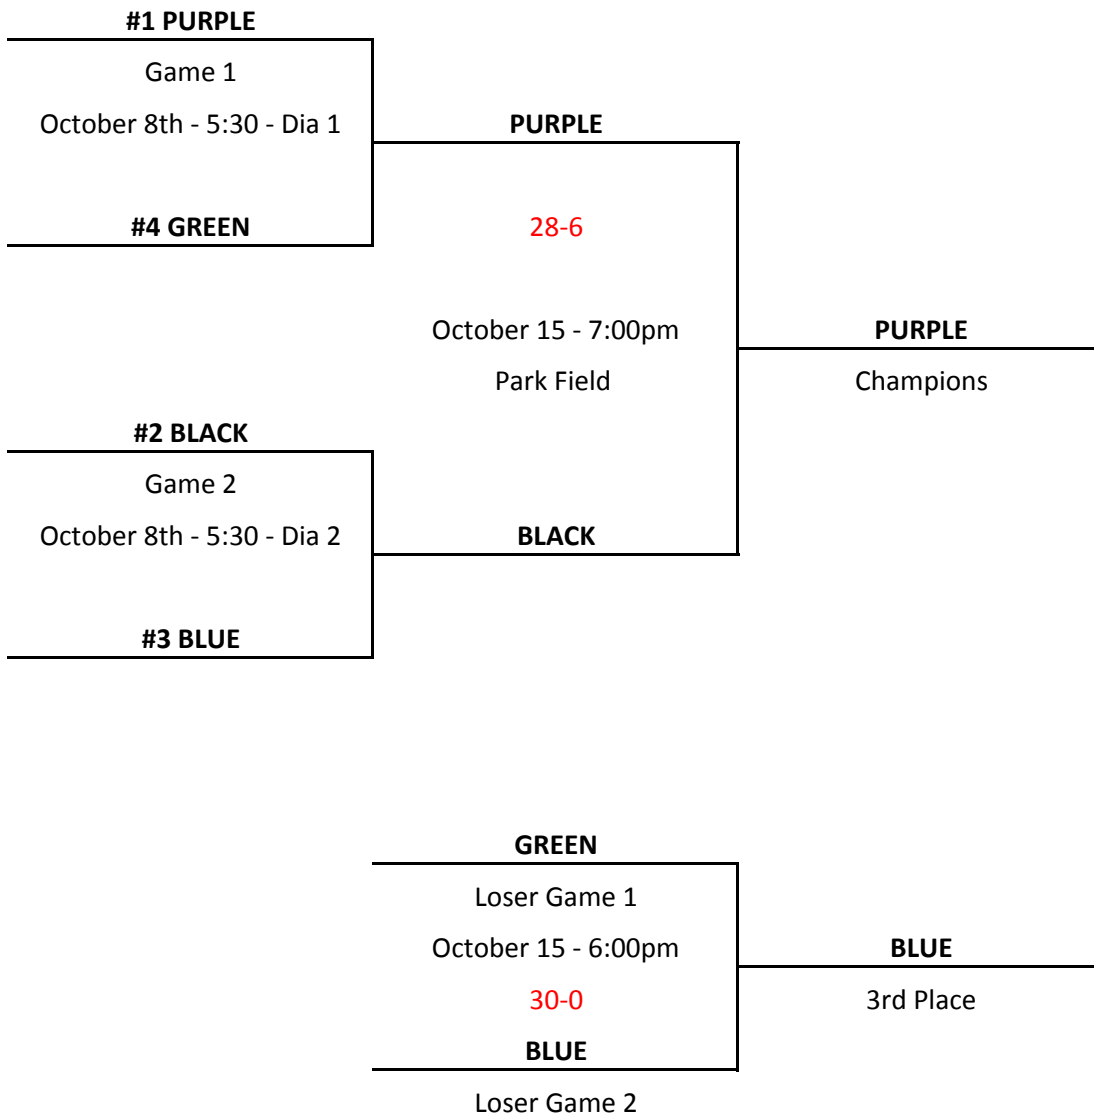 #1 PURPLE
Game 1
October 8th - 5:30 - Dia 1
PURPLE
#4 GREEN
28-6
October 15 - 7:00pm
PURPLE
Park Field
Champions
#2 BLACK
Game 2
October 8th - 5:30 - Dia 2
BLACK
#3 BLUE
GREEN
Loser Game 1
October 15 - 6:00pm
BLUE
30-0
3rd Place
BLUE
Loser Game 2